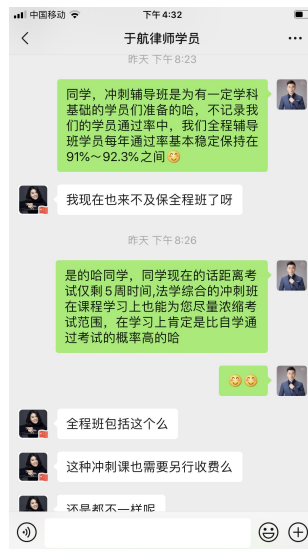 中国移动
下午4:32
于航律师学员
昨天 下午8:23
同学，冲刺辅导班是为有一定学科
基础的学员们准备的哈，不记录我
们的学员通过率中，我们全程辅导
班学员每年通过率基本稳定保持在
91%～92.3%之间
我现在也来不及保全程班了呀
昨天 下午8:26
是的哈同学，同学现在的话距离考
试仅剩5周时间,法学综合的冲刺班
在课程学习上也能为您尽量浓缩考
试范围，在学习上肯定是比自学通
过考试的概率高的哈
全程班包括这个么
这种冲刺课也需要另行收费么
还是都不一样呢